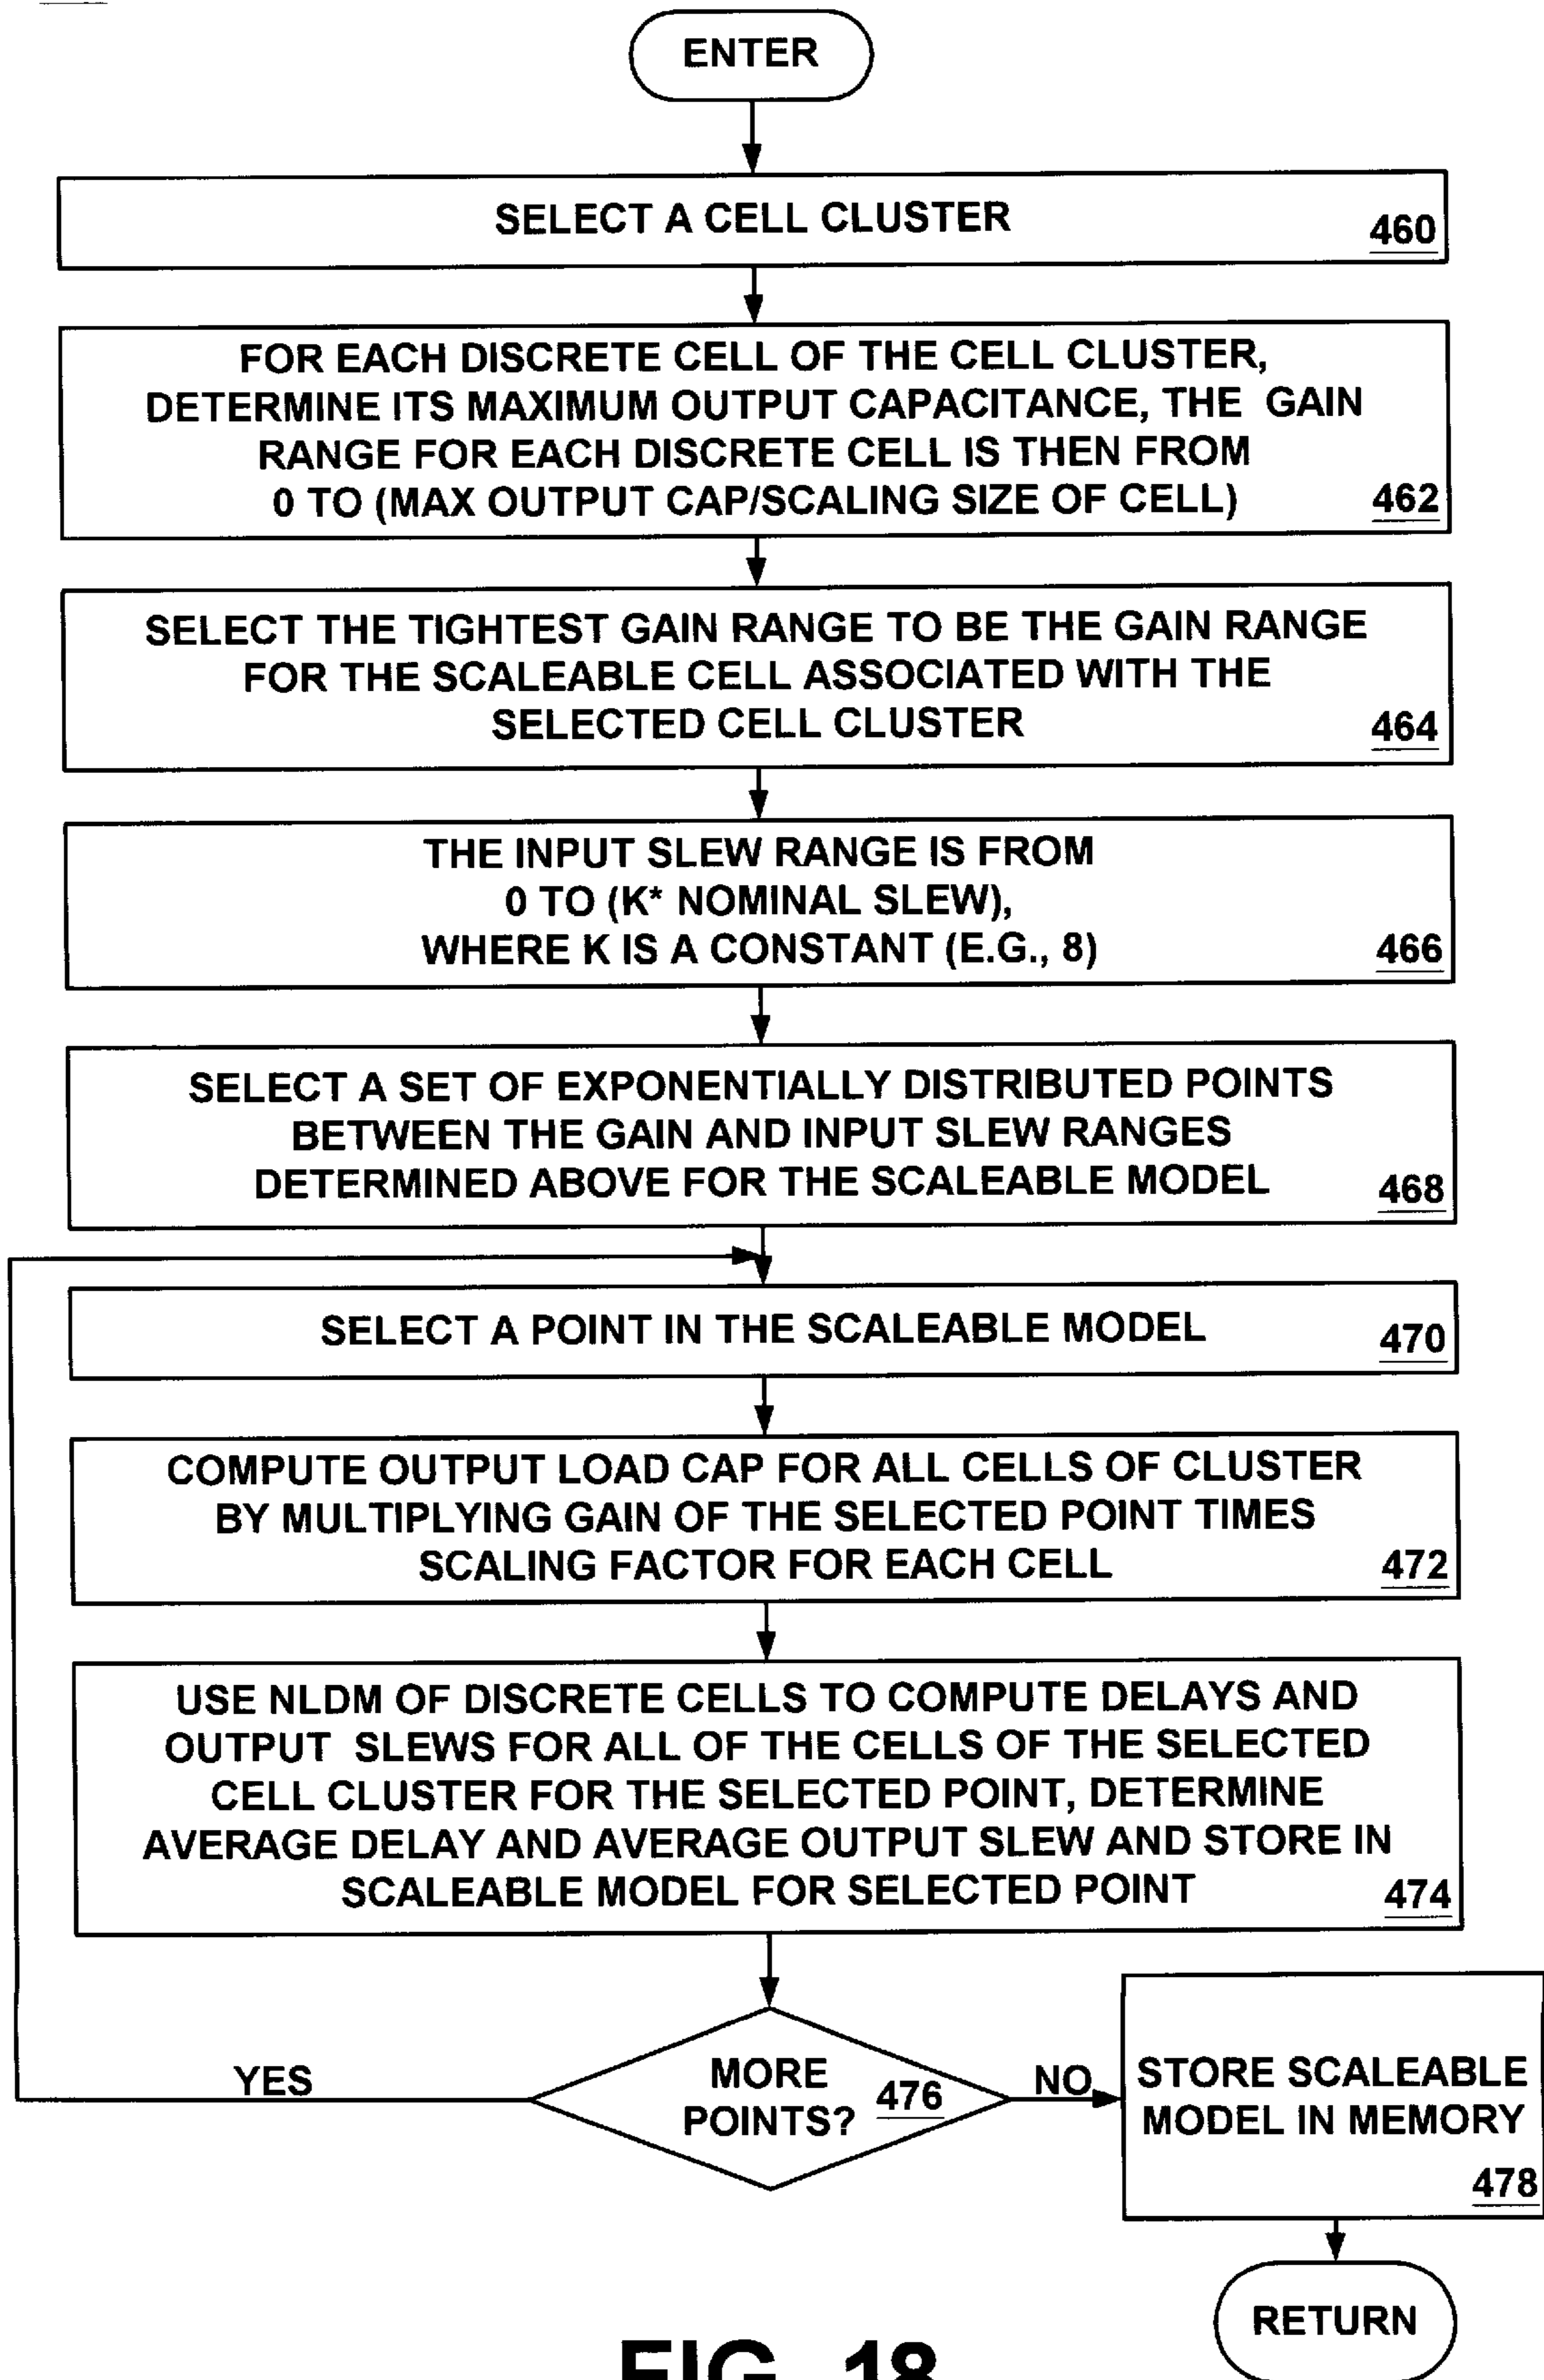 ENTER
SELECT A CELL CLUSTER
460
FOR EACH DISCRETE CELL OF THE CELL CLUSTER,
DETERMINE ITS MAXIMUM OUTPUT CAPACITANCE, THE GAIN
RANGE FOR EACH DISCRETE CELL IS THEN FROM
0 TO (MAX OUTPUT CAP/SCALING SIZE OF CELL)
462
SELECT THE TIGHTEST GAIN RANGE TO BE THE GAIN RANGE
FOR THE SCALEABLE CELL ASSOCIATED WITH THE
SELECTED CELL CLUSTER
464
THE INPUT SLEW RANGE IS FROM
0 TO (K* NOMINAL SLEW),
WHERE K IS A CONSTANT (E.G., 8)
466
SELECT A SET OF EXPONENTIALLY DISTRIBUTED POINTS
BETWEEN THE GAIN AND INPUT SLEW RANGES
DETERMINED ABOVE FOR THE SCALEABLE MODEL
468
SELECT A POINT IN THE SCALEABLE MODEL
470
COMPUTE OUTPUT LOAD CAP FOR ALL CELLS OF CLUSTER
BY MULTIPLYING GAIN OF THE SELECTED POINT TIMES
SCALING FACTOR FOR EACH CELL
472
USE NLDM OF DISCRETE CELLS TO COMPUTE DELAYS AND
OUTPUT SLEWS FOR ALL OF THE CELLS OF THE SELECTED
CELL CLUSTER FOR THE SELECTED POINT, DETERMINE
AVERAGE DELAY AND AVERAGE OUTPUT SLEW AND STORE IN
SCALEABLE MODEL FOR SELECTED POINT
474
YES
MORE
POINTS?
476
NO
STORE SCALEABLE
MODEL IN MEMORY
478
RETURN
FIG. 18